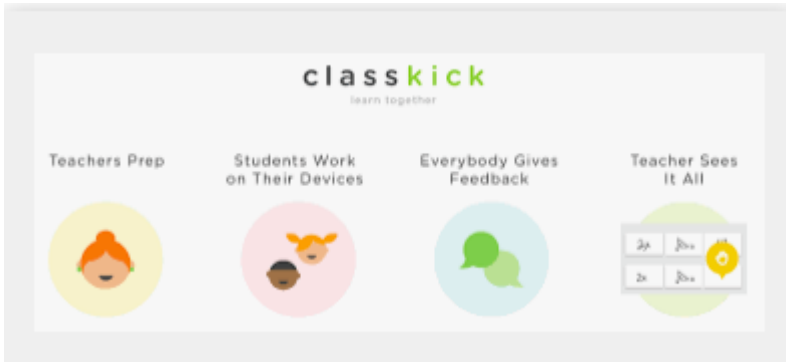 classkick
learn together
Teachers Prep
Students Work
on Their Devices
Everybody Gives
Feedback
Teacher Sees
It All